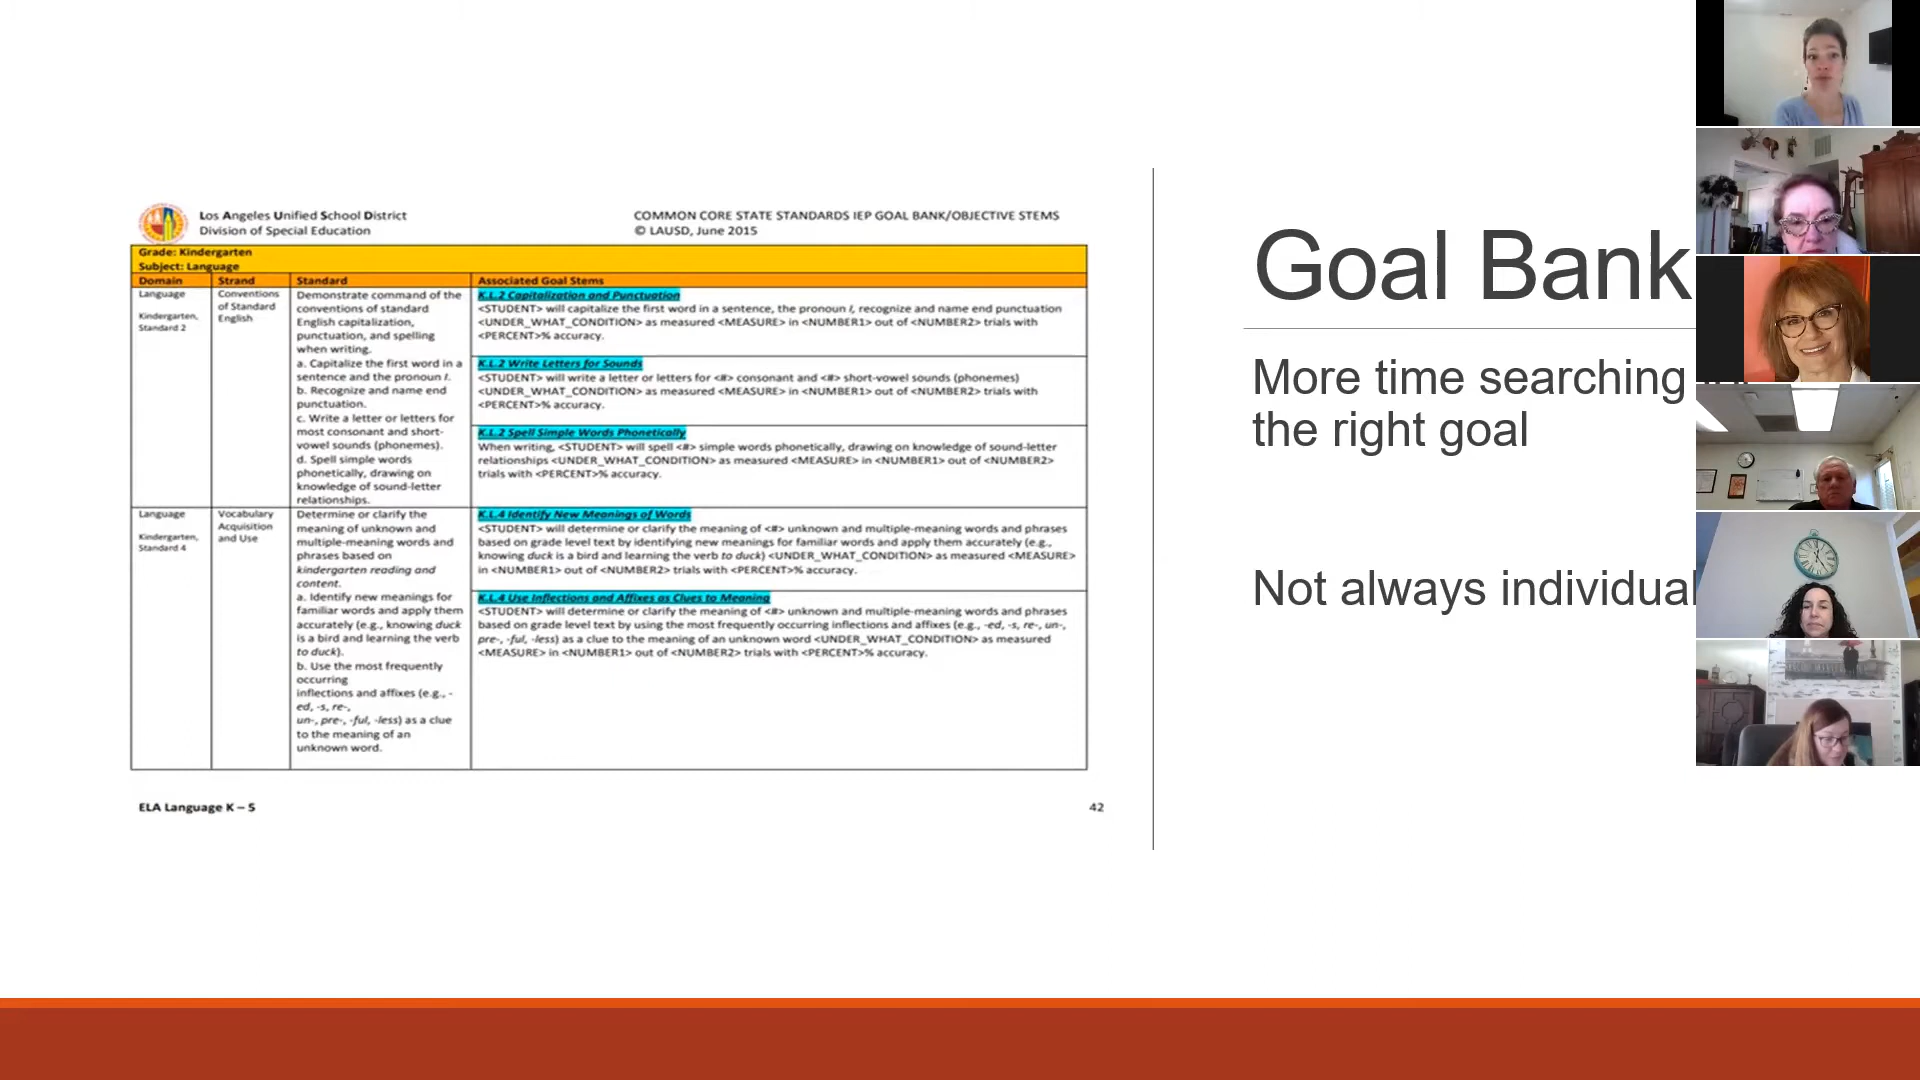 Los Angeles Unified School District
Division of Special Education
COMMON CORE STATE STANDARDS IEP GOAL BANK/OBJECTIVE STEMS
© LAUSD, June 2015
Grade: Kindergarten
Subject: Language
Domain
Strand
Standard
Associated Goal Stems
Language
Kindergarten,
Standard 2
Conventions
of Standard
English
Demonstrate command of the
conventions of standard
English capitalization,
punctuation, and spelling
when writing.
a. Capitalize the first word in a
sentence and the pronoun I.
b. Recognize and name end
punctuation.
c. Write a letter or letters for
most consonant and short-
vowel sounds (phonemes).
d. Spell simple words
phonetically, drawing on
knowledge of sound-letter
relationships.
K.L.2 Capitalization and Punctuation
<STUDENT> will capitalize the first word in a sentence, the pronoun I, recognize and name end punctuation
<UNDER_WHAT_CONDITION> as measured <MEASURE> in <NUMBER1> out of <NUMBER2> trials with
<PERCENT>% accuracy.
K.L.2 Write Letters for Sounds
<STUDENT> will write a letter or letters for <#> consonant and <#> short-vowel sounds (phonemes)
<UNDER_WHAT_CONDITION> as measured <MEASURE> in <NUMBER1> out of <NUMBER2> trials with
<PERCENT>% accuracy.
K.L.2 Spell Simple Words Phonetically
When writing, <STUDENT> will spell <#> simple words phonetically, drawing on knowledge of sound-letter
relationships <UNDER_WHAT_CONDITION> as measured <MEASURE> in <NUMBER1> out of <NUMBER2>
trials with <PERCENT>% accuracy.
Language
Kindergarten,
Standard 4
Vocabulary
Acquisition
and Use
Determine or clarify the
meaning of unknown and
multiple-meaning words and
phrases based on
kindergarten reading and
content.
a. Identify new meanings for
familiar words and apply them
accurately (e.g., knowing duck
is a bird and learning the verb
to duck).
b. Use the most frequently
occurring
inflections and affixes (e.g., -
ed, -s, re-,
un-, pre-, -ful, -less) as a clue
to the meaning of an
unknown word.
K.L.4 Identify New Meanings of Words
<STUDENT> will determine or clarify the meaning of <#> unknown and multiple-meaning words and phrases
based on grade level text by identifying new meanings for familiar words and apply them accurately (e.g.,
knowing duck is a bird and learning the verb to duck) <UNDER_WHAT_CONDITION> as measured <MEASURE>
in <NUMBER1> out of <NUMBER2> trials with <PERCENT>% accuracy.
K.L.4 Use Inflections and Affixes as Clues to Meaning
<STUDENT> will determine or clarify the meaning of <#> unknown and multiple-meaning words and phrases
based on grade level text by using the most frequently occurring inflections and affixes (e.g., -ed, -s, re-, un-,
pre-, -ful, -less) as a clue to the meaning of an unknown word <UNDER_WHAT_CONDITION> as measured
<MEASURE> in <NUMBER1> out of <NUMBER2> trials with <PERCENT>% accuracy.
ELA Language K – 5
42
Goal Bank
More time searching
the right goal
Not always individual